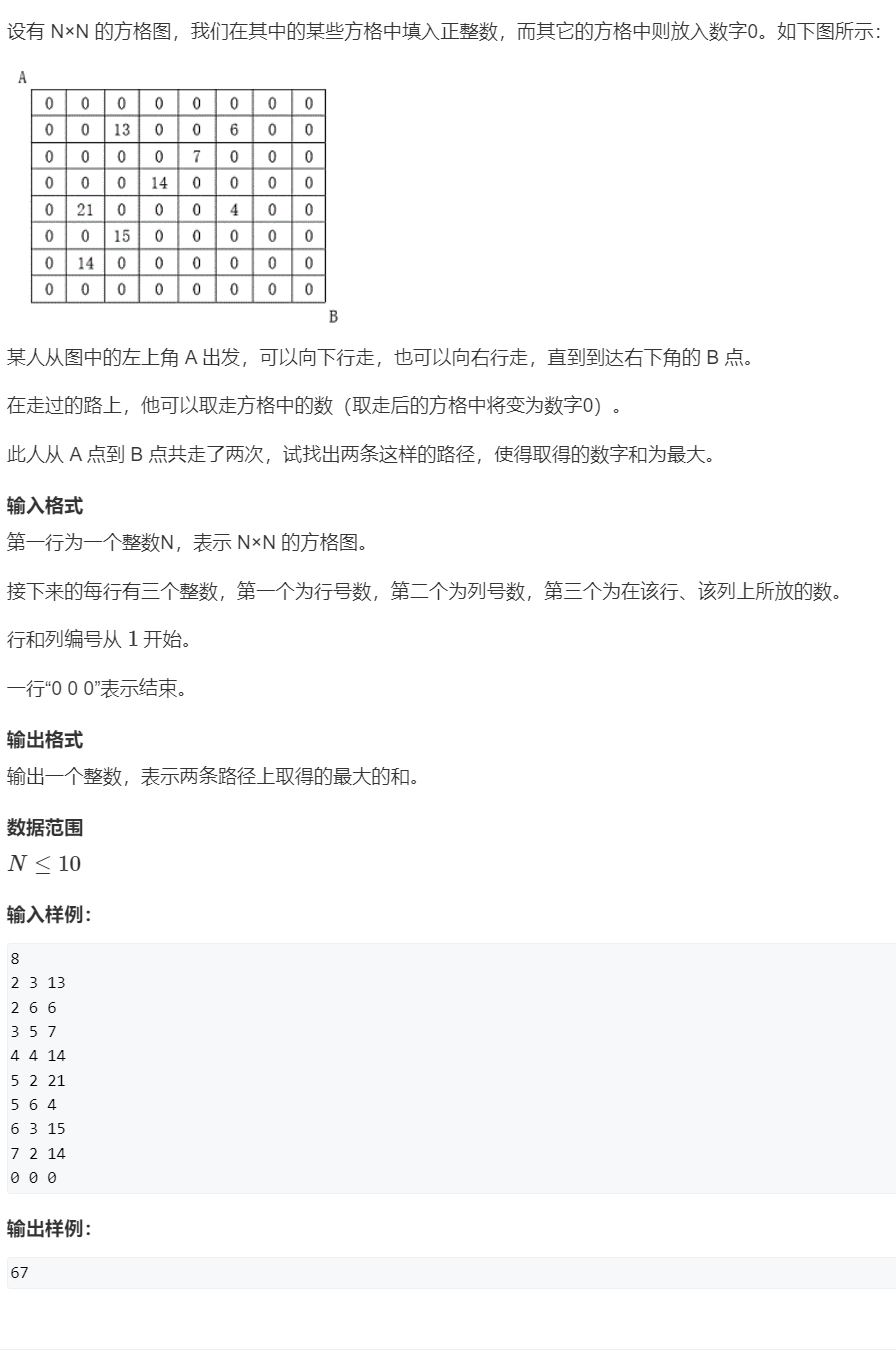 设有 N×N 的方格图，我们在其中的某些方格中填入正整数，而其它的方格中则放入数字0。如下图所示：
A
0 0 0 0 0 0 0 0
0 0 13 0 0 6 0 0
0 0 0 0 7 0 0 0
0 0 0 14 0 0 0 0
0 21 0 0 0 4 0 0
0 0 15 0 0 0 0 0
0 14 0 0 0 0 0 0
0 0 0 0 0 0 0 0
B
某人从图中的左上角 A 出发，可以向下行走，也可以向右行走，直到到达右下角的 B 点。
在走过的路上，他可以取走方格中的数（取走后的方格中将变为数字0）。
此人从 A 点到 B 点共走了两次，试找出两条这样的路径，使得取得的数字和为最大。
输入格式
第一行为一个整数N，表示 N×N 的方格图。
接下来的每行有三个整数，第一个为行号数，第二个为列号数，第三个为在该行、该列上所放的数。
行和列编号从 1 开始。
一行“0 0 0”表示结束。
输出格式
输出一个整数，表示两条路径上取得的最大的和。
数据范围
N ≤ 10
输入样例：
8
2 3 13
2 6 6
3 5 7
4 4 14
5 2 21
5 6 4
6 3 15
7 2 14
0 0 0
输出样例：
67